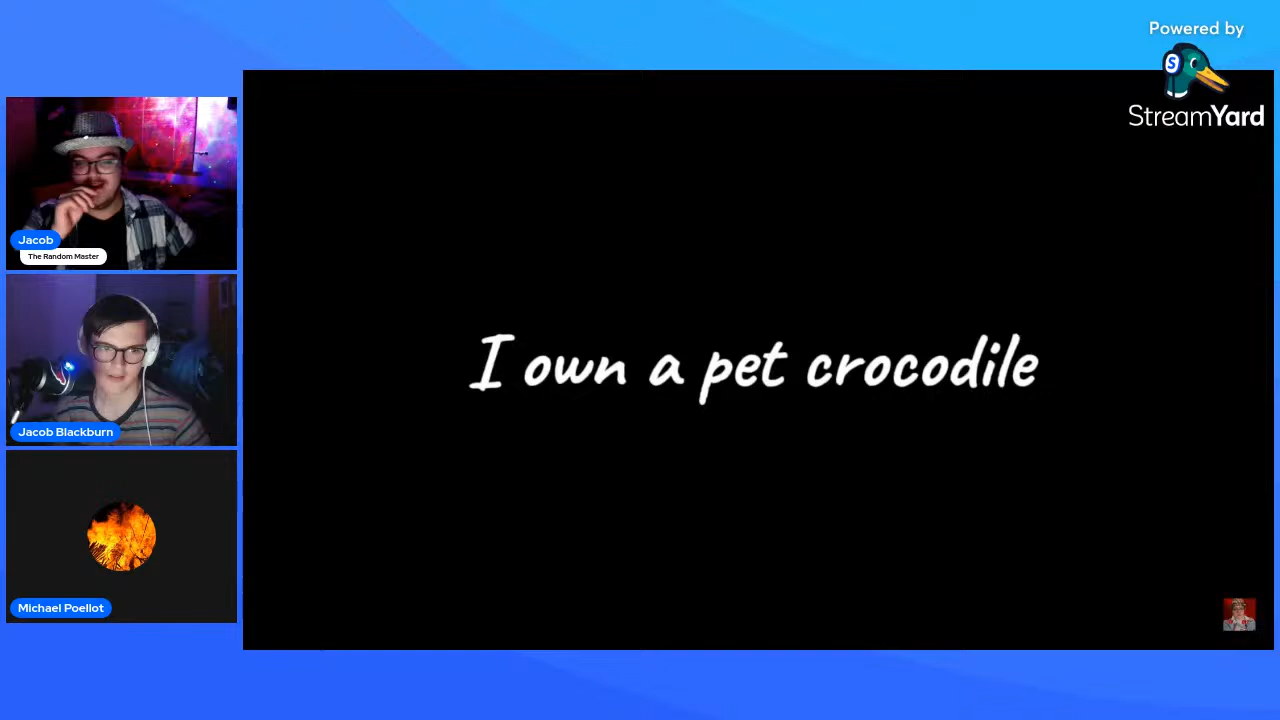 Powered by
S
StreamYard
Jacob
The Random Master
Jacob Blackburn
Michael Poellot
I own a pet crocodile